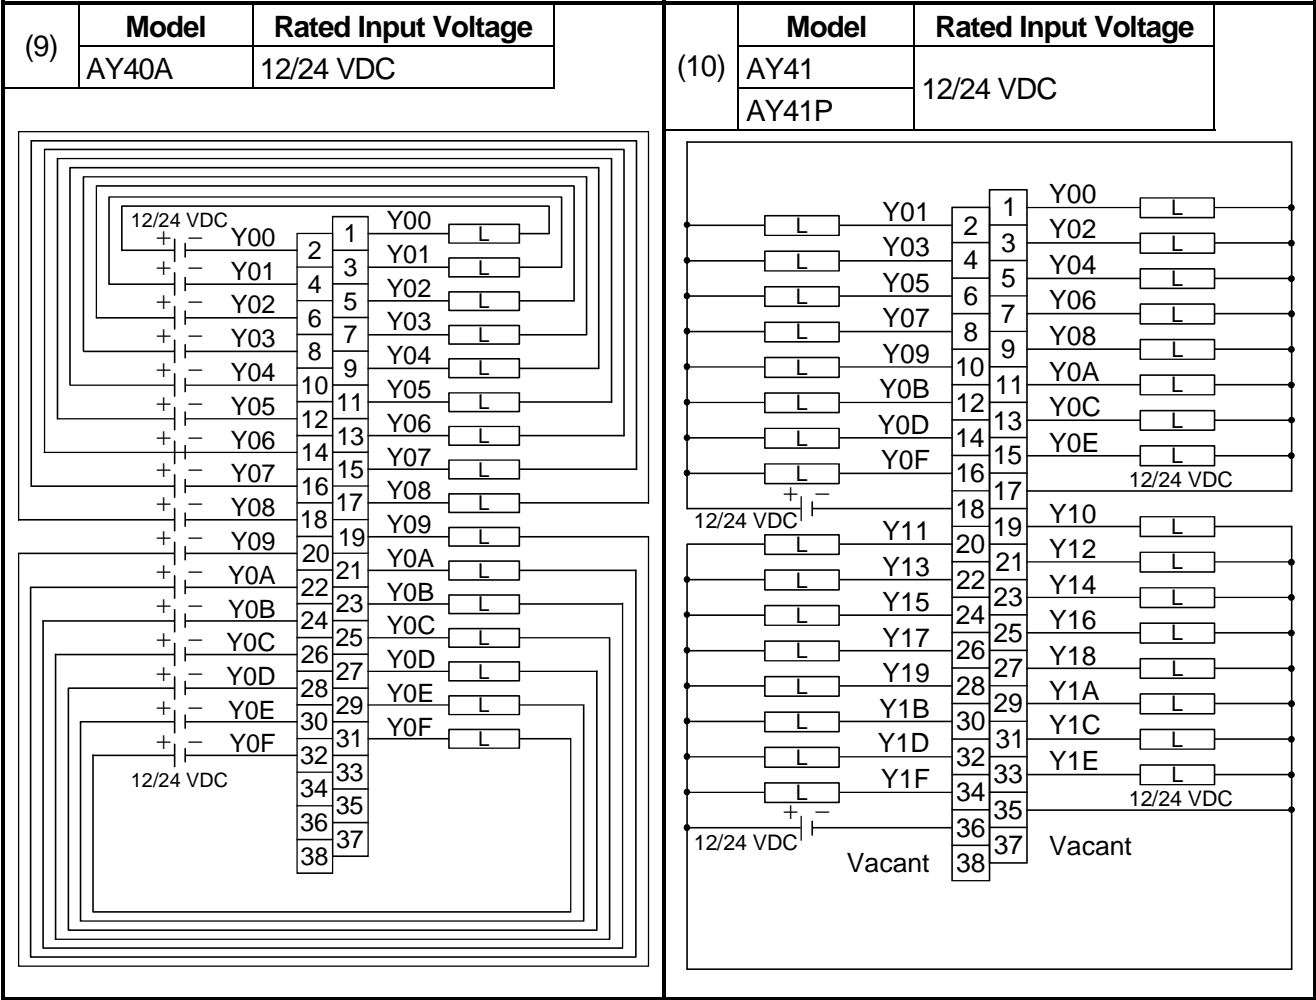 (9) Model Rated Input Voltage
AY40A 12/24 VDC
12/24 VDC
1 Y00 L
+ − Y00 2
3 Y01 L
+ − Y01 4
5 Y02 L
+ − Y02 6
7 Y03 L
+ − Y03 8
9 Y04 L
+ − Y04 10
11 Y05 L
+ − Y05 12
13 Y06 L
+ − Y06 14
15 Y07 L
+ − Y07 16
17 Y08 L
+ − Y08 18
19 Y09 L
+ − Y09 20
21 Y0A L
+ − Y0A 22
23 Y0B L
+ − Y0B 24
25 Y0C L
+ − Y0C 26
27 Y0D L
+ − Y0D 28
29 Y0E L
+ − Y0E 30
31 Y0F L
+ − Y0F 32
12/24 VDC
33
34
35
36
37
38
(10) Model Rated Input Voltage
AY41 12/24 VDC
AY41P
1 Y00 L
L Y01 2
3 Y02 L
L Y03 4
5 Y04 L
L Y05 6
7 Y06 L
L Y07 8
9 Y08 L
L Y09 10
11 Y0A L
L Y0B 12
13 Y0C L
L Y0D 14
15 Y0E L
L Y0F 16
17 12/24 VDC
+ − 18
12/24 VDC
19 Y10 L
L Y11 20
21 Y12 L
L Y13 22
23 Y14 L
L Y15 24
25 Y16 L
L Y17 26
27 Y18 L
L Y19 28
29 Y1A L
L Y1B 30
31 Y1C L
L Y1D 32
33 Y1E L
L Y1F 34
35 12/24 VDC
+ − 36
12/24 VDC
37 Vacant
Vacant 38